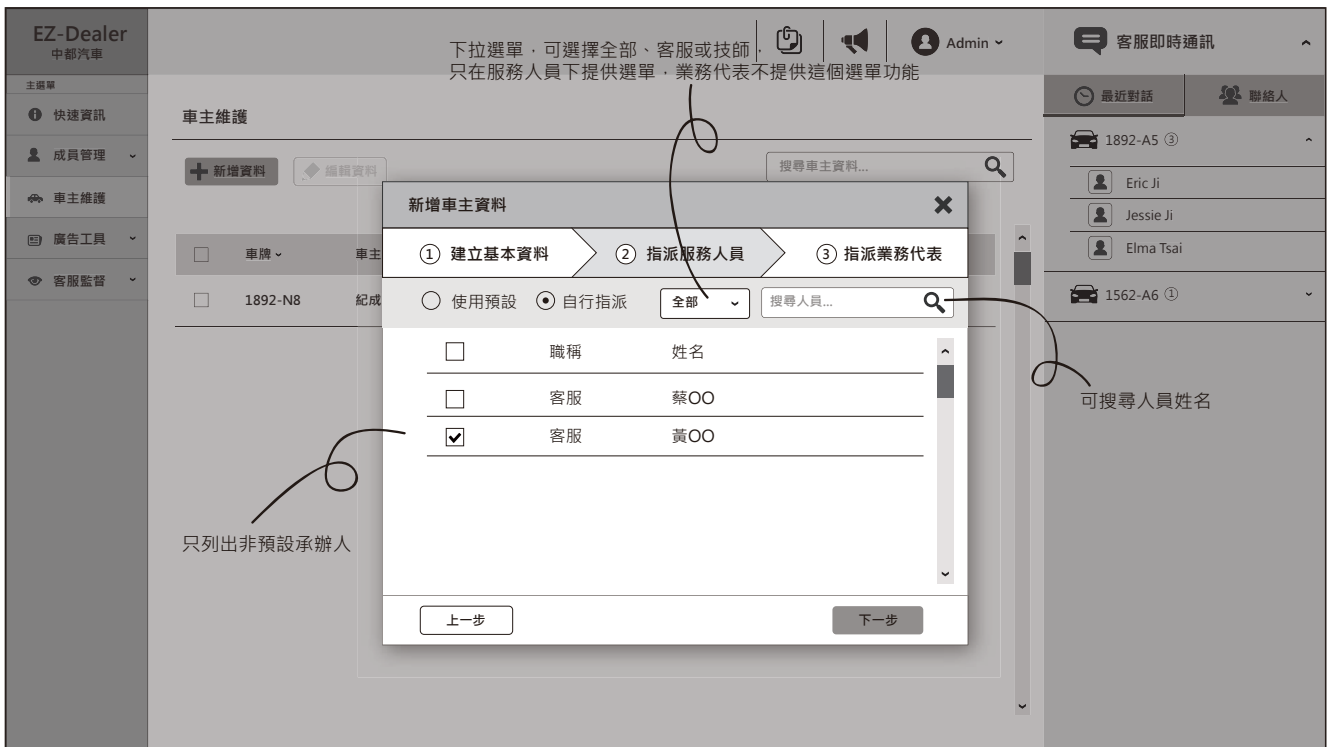 EZ-Dealer
中都汽車
主選單
快速資訊
成員管理
車主維護
廣告工具
客服監督
下拉選單，可選擇全部、客服或技師，
只在服務人員下提供選單，業務代表不提供這個選單功能
Admin
車主維護
新增資料
編輯資料
搜尋車主資料...
車牌
車主
1892-N8
紀成
新增車主資料
① 建立基本資料
② 指派服務人員
③ 指派業務代表
使用預設
自行指派
全部
搜尋人員...
職稱
姓名
客服
蔡OO
客服
黃OO
上一步
下一步
只列出非預設承辦人
可搜尋人員姓名
客服即時通訊
最近對話
聯絡人
1892-A5 ③
Eric Ji
Jessie Ji
Elma Tsai
1562-A6 ①